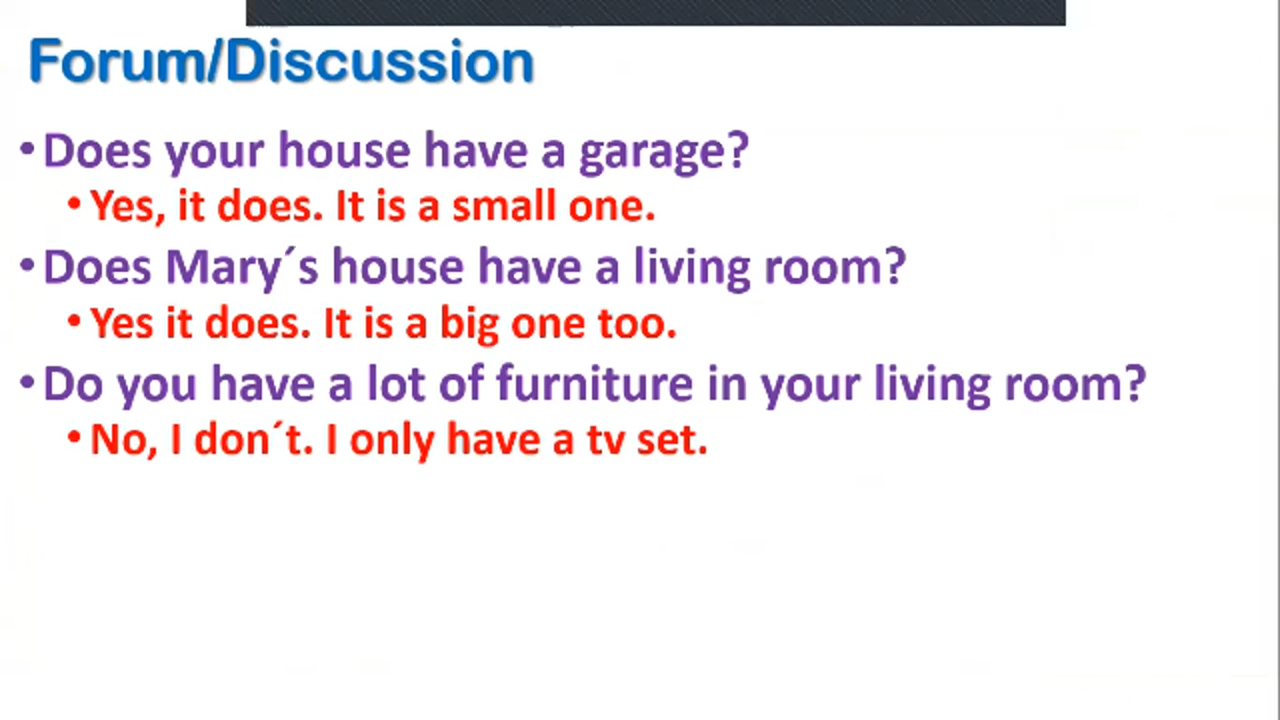 Forum/Discussion
• Does your house have a garage?
• Yes, it does. It is a small one.
• Does Mary´s house have a living room?
• Yes it does. It is a big one too.
• Do you have a lot of furniture in your living room?
• No, I don´t. I only have a tv set.